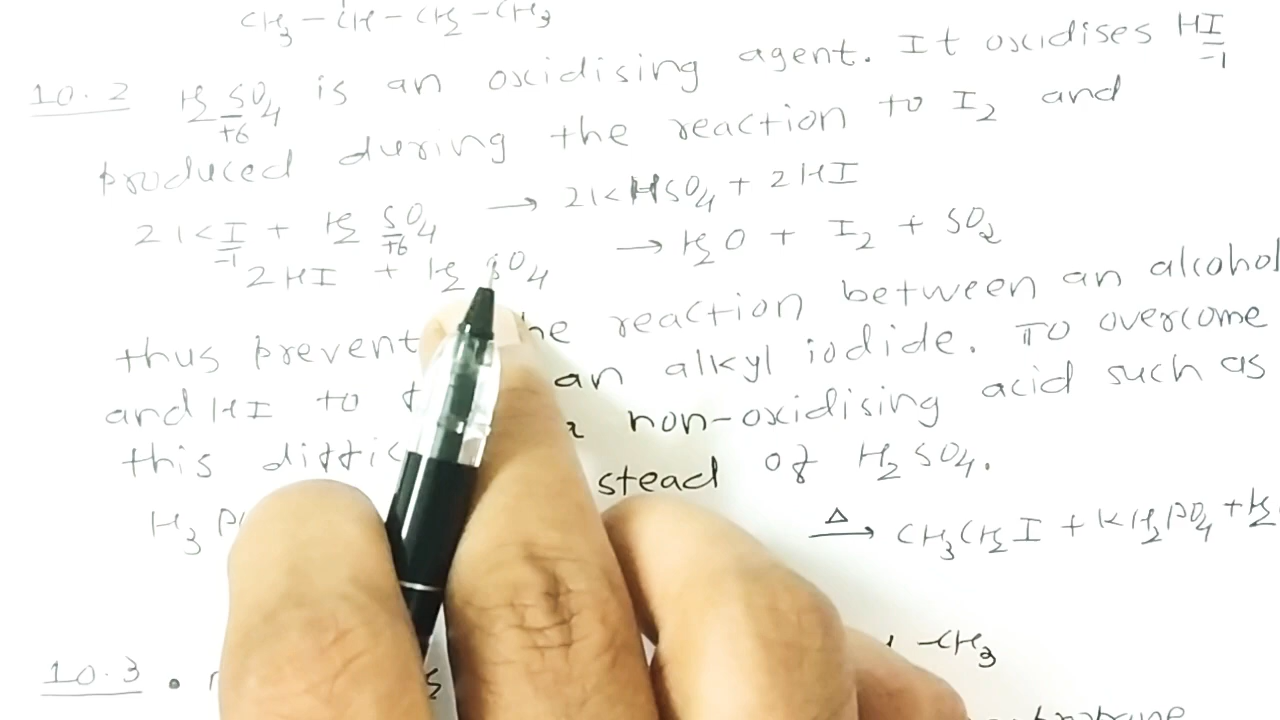 CH3 - CH - CH2 - CH3
10.2 H2SO4 is an oxidising agent. It oxidises HI
+6 -1
produced during the reaction to I2 and
2KI + H2SO4 → 2KHSO4 + 2HI
-1 +6
2HI + H2SO4 → H2O + I2 + SO2
thus prevent the reaction between an alcohol
and HI to an alkyl iodide. To overcome
this non-oxidising acid such as
H3 stead of H2SO4.
Δ → CH3CH2I + KH2PO4 + H2
-CH3
10.3 •